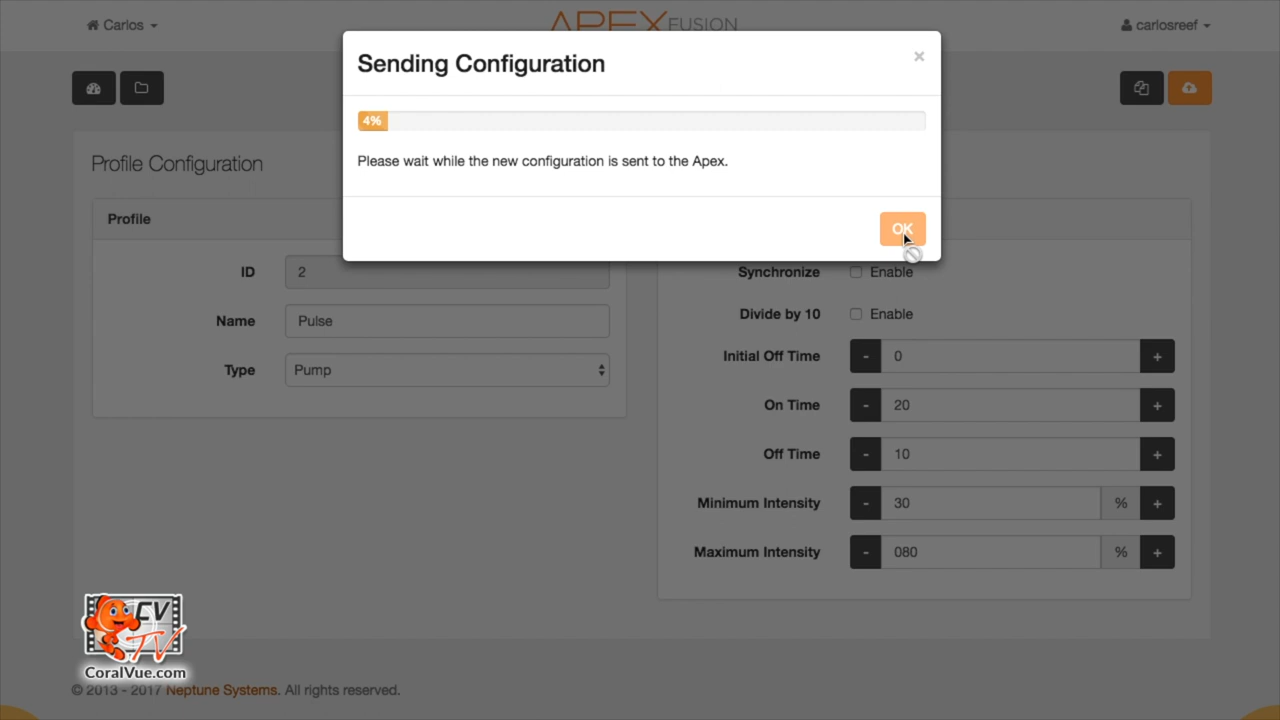 Carlos
APEX FUSION
carlosreef
Sending Configuration
×
4%
Please wait while the new configuration is sent to the Apex.
OK
Profile Configuration
Profile
ID 2
Name Pulse
Type Pump
Synchronize Enable
Divide by 10 Enable
Initial Off Time - 0 +
On Time - 20 +
Off Time - 10 +
Minimum Intensity - 30 % +
Maximum Intensity - 080 % +
CV
TV
CoralVue.com
© 2013 - 2017 Neptune Systems. All rights reserved.